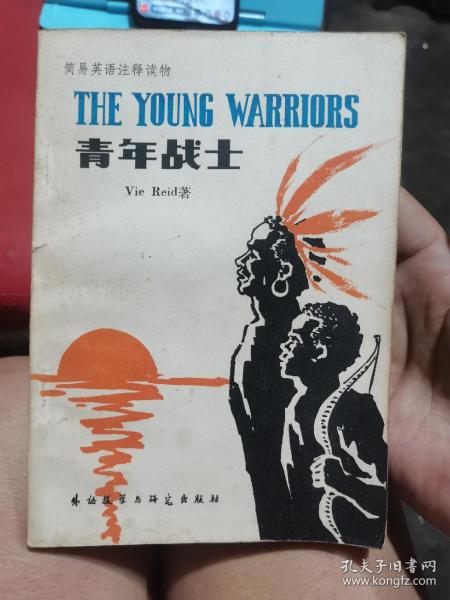 简易英语注释读物
THE YOUNG WARRIORS
青年战士
Vie Reid著
外语教学与研究出版社
孔夫子旧书网
www.kongfz.com